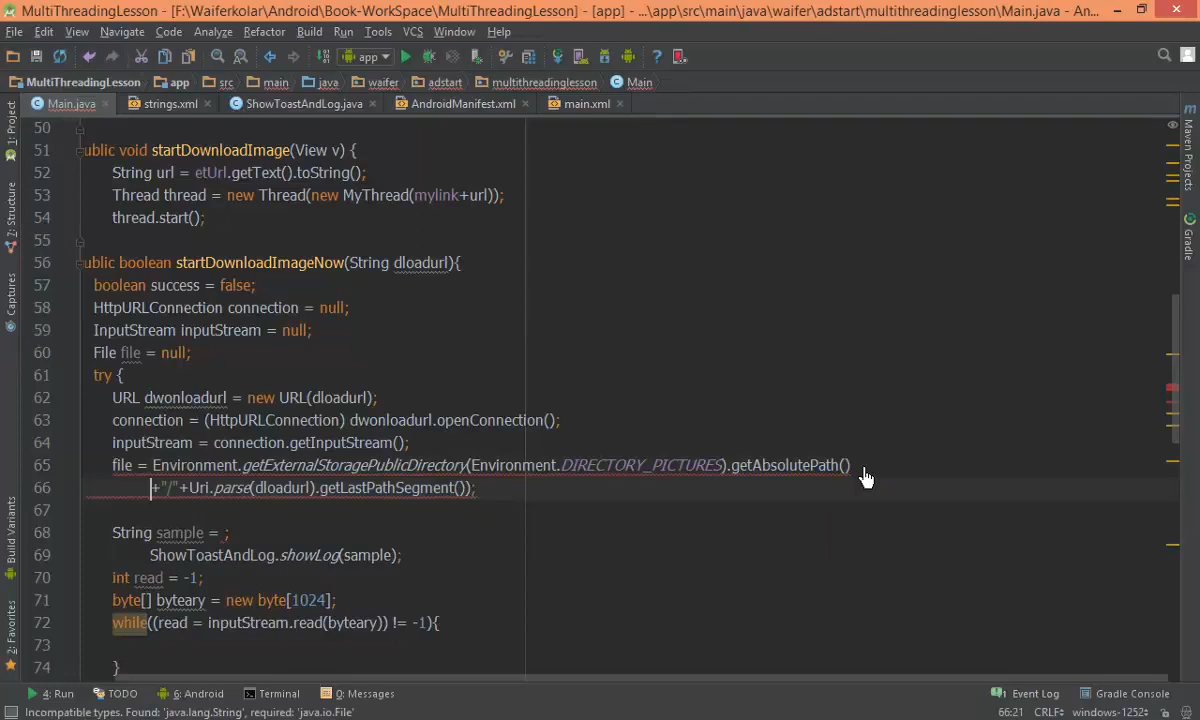 MultiThreadingLesson - [F:\Waiferkolar\Android\Book-WorkSpace\MultiThreadingLesson] - [app] - ...\app\src\main\java\waifer\adstart\multithreadinglesson\Main.java - An...
File Edit View Navigate Code Analyze Refactor Build Run Tools VCS Window Help
app
MultiThreadingLesson app src main java waifer adstart multithreadinglesson Main
Main.java strings.xml ShowToastAndLog.java AndroidManifest.xml main.xml
1: Project
7: Structure
Captures
Build Variants
2: Favorites
50
51 ublic void startDownloadImage(View v) {
52 String url = etUrl.getText().toString();
53 Thread thread = new Thread(new MyThread(mylink+url));
54 thread.start();
55
56 ublic boolean startDownloadImageNow(String dloadurl){
57 boolean success = false;
58 HttpURLConnection connection = null;
59 InputStream inputStream = null;
60 File file = null;
61 try {
62 URL dwonloadurl = new URL(dloadurl);
63 connection = (HttpURLConnection) dwonloadurl.openConnection();
64 inputStream = connection.getInputStream();
65 file = Environment.getExternalStoragePublicDirectory(Environment.DIRECTORY_PICTURES).getAbsolutePath()
66 +"/"+Uri.parse(dloadurl).getLastPathSegment());
67
68 String sample = ;
69 ShowToastAndLog.showLog(sample);
70 int read = -1;
71 byte[] byteary = new byte[1024];
72 while((read = inputStream.read(byteary)) != -1){
73
74 }
Maven Projects
Gradle
4: Run TODO 6: Android Terminal 0: Messages Event Log Gradle Console
Incompatible types. Found: 'java.lang.String', required: 'java.io.File' 66:21 CRLF windows-1252